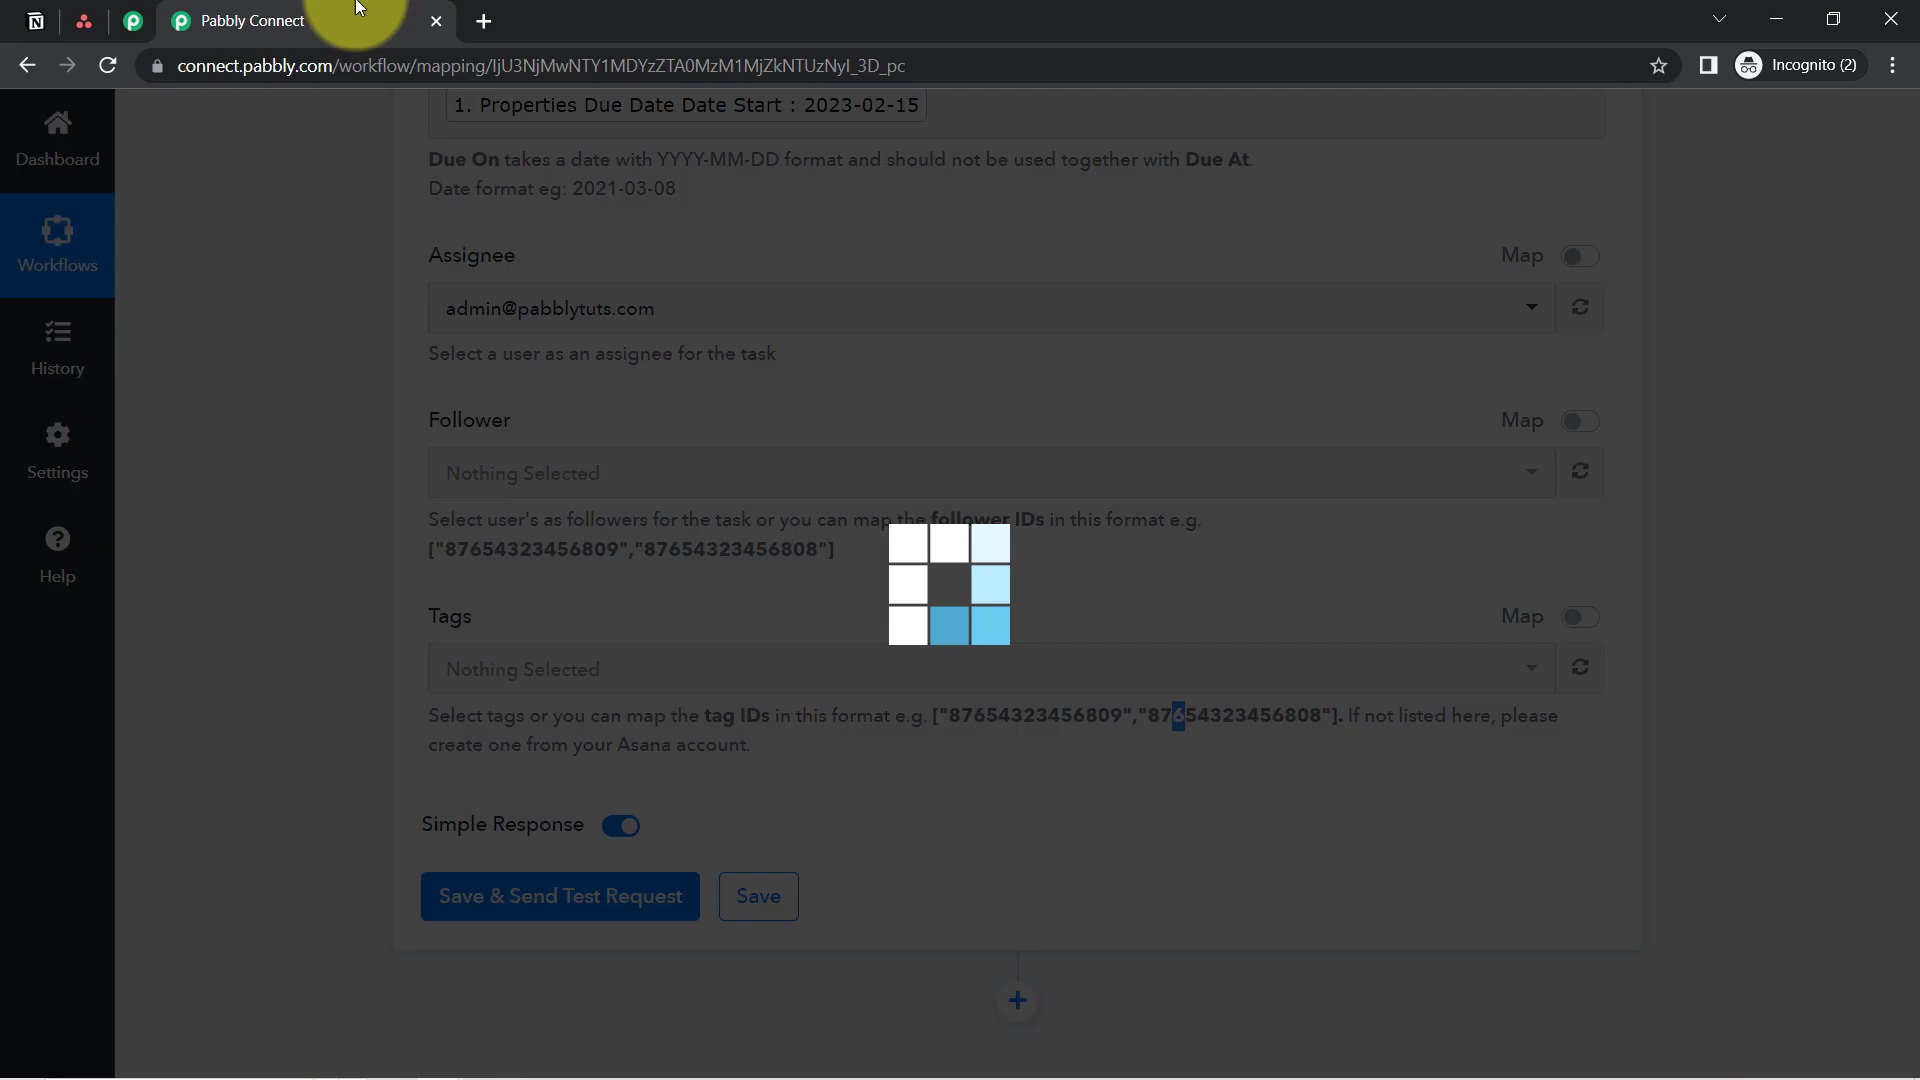 Pabbly Connect
connect.pabbly.com/workflow/mapping/IjU3NjMwNTY1MDYzZTA0MzM1MjZkNTUzNyI_3D_pc
Incognito (2)
1. Properties Due Date Date Start : 2023-02-15
Due On takes a date with YYYY-MM-DD format and should not be used together with Due At.
Date format eg: 2021-03-08
Dashboard
Workflows
History
Settings
Help
Assignee
Map
admin@pabblytuts.com
Select a user as an assignee for the task
Follower
Map
Nothing Selected
Select user's as followers for the task or you can map the follower IDs in this format e.g.
["87654323456809","87654323456808"]
Tags
Map
Nothing Selected
Select tags or you can map the tag IDs in this format e.g. ["87654323456809","87654323456808"]. If not listed here, please
create one from your Asana account.
Simple Response
Save & Send Test Request
Save